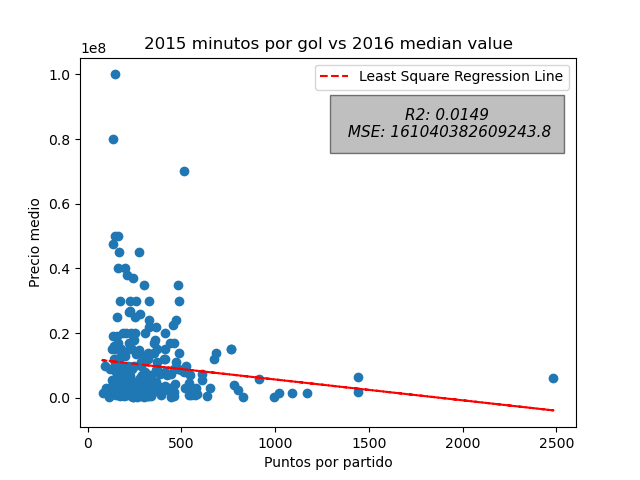 2015 minutos por gol vs 2016 median value
1e8
Least Square Regression Line
R2: 0.0149
MSE: 161040382609243.8
1.0
0.8
0.6
0.4
0.2
0.0
Precio medio
0 500 1000 1500 2000 2500
Puntos por partido